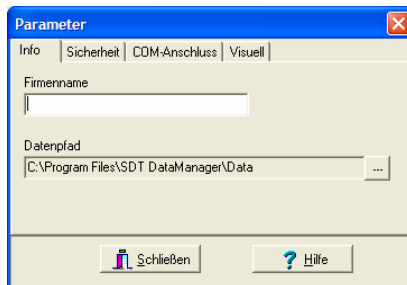 Parameter
Info Sicherheit COM-Anschluss Visuell
Firmenname
Datenpfad
C:\Program Files\SDT DataManager\Data ...
Schließen ? Hilfe